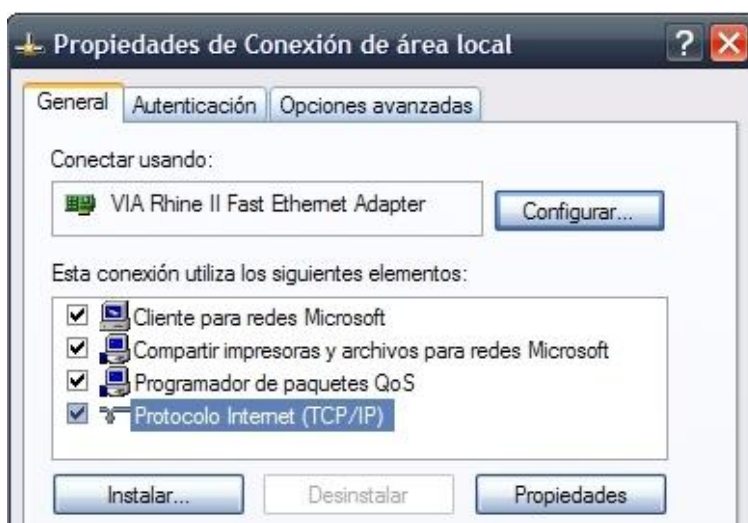 Propiedades de Conexión de área local
General Autenticación Opciones avanzadas
Conectar usando:
VIA Rhine II Fast Ethernet Adapter Configurar...
Esta conexión utiliza los siguientes elementos:
Cliente para redes Microsoft
Compartir impresoras y archivos para redes Microsoft
Programador de paquetes QoS
Protocolo Internet (TCP/IP)
Instalar... Desinstalar Propiedades